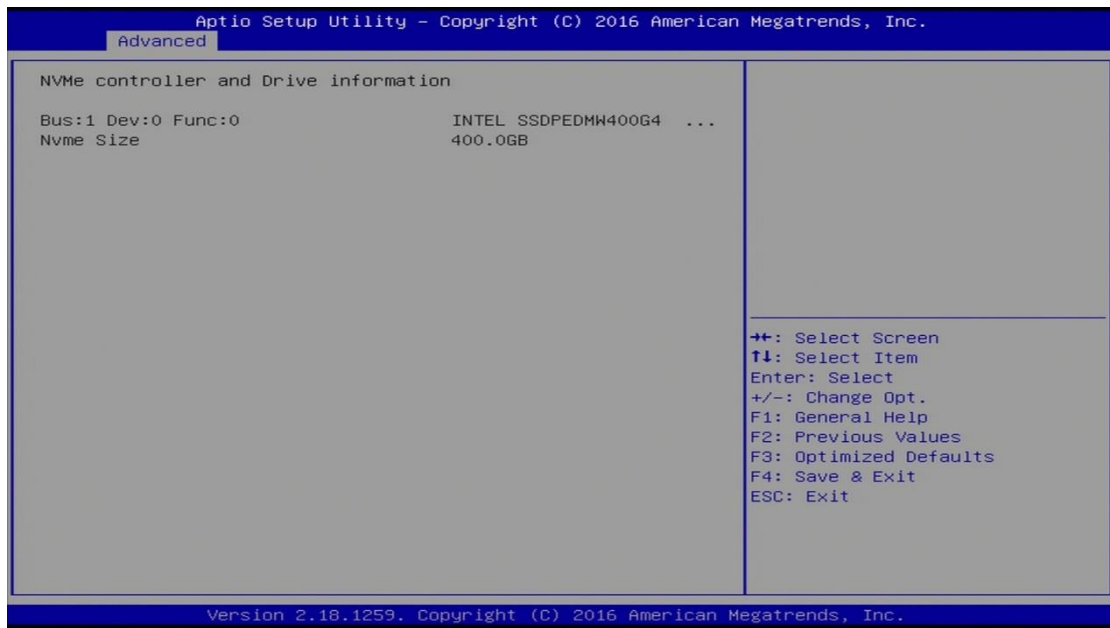 Aptio Setup Utility – Copyright (C) 2016 American Megatrends, Inc.
Advanced
NVMe controller and Drive information
Bus:1 Dev:0 Func:0 INTEL SSDPEDMW400G4 ...
Nvme Size 400.0GB
→←: Select Screen
↑↓: Select Item
Enter: Select
+/-: Change Opt.
F1: General Help
F2: Previous Values
F3: Optimized Defaults
F4: Save & Exit
ESC: Exit
Version 2.18.1259. Copyright (C) 2016 American Megatrends, Inc.